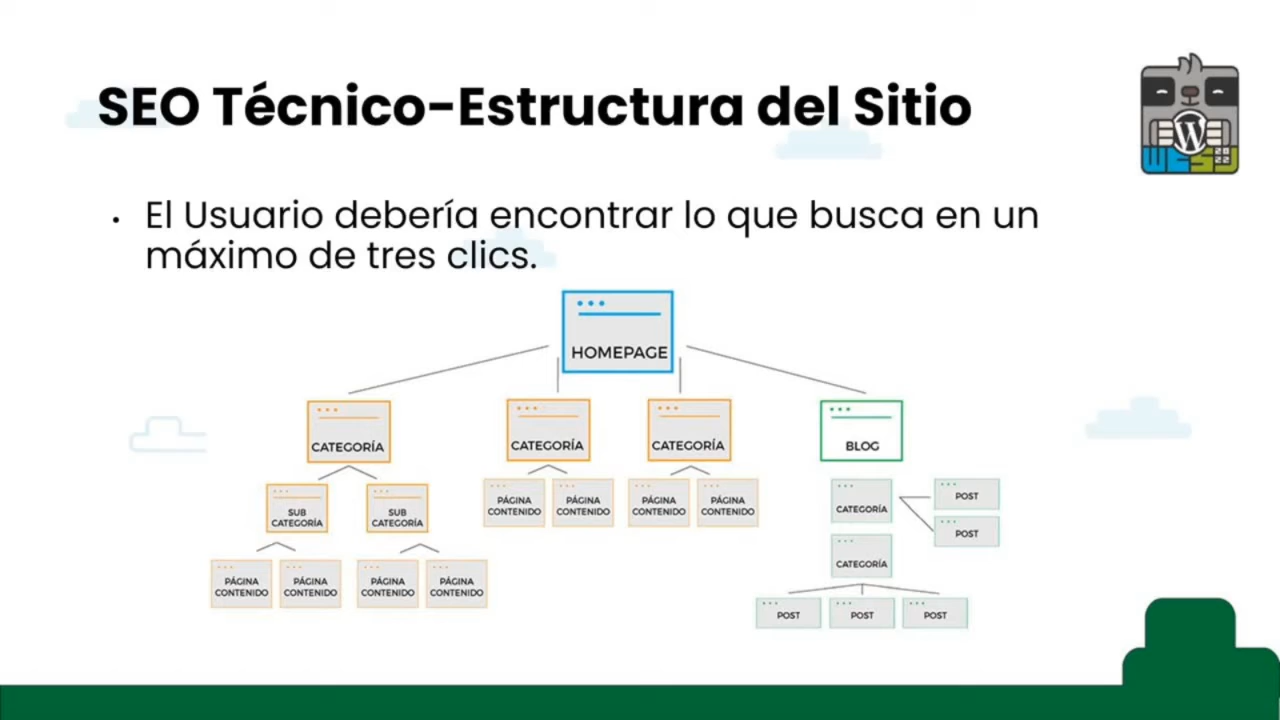 SEO Técnico-Estructura del Sitio
• El Usuario debería encontrar lo que busca en un
máximo de tres clics.
HOMEPAGE
CATEGORÍA
CATEGORÍA
CATEGORÍA
BLOG
SUB
CATEGORÍA
SUB
CATEGORÍA
PÁGINA
CONTENIDO
PÁGINA
CONTENIDO
PÁGINA
CONTENIDO
PÁGINA
CONTENIDO
CATEGORÍA
POST
POST
CATEGORÍA
PÁGINA
CONTENIDO
PÁGINA
CONTENIDO
PÁGINA
CONTENIDO
PÁGINA
CONTENIDO
POST
POST
POST